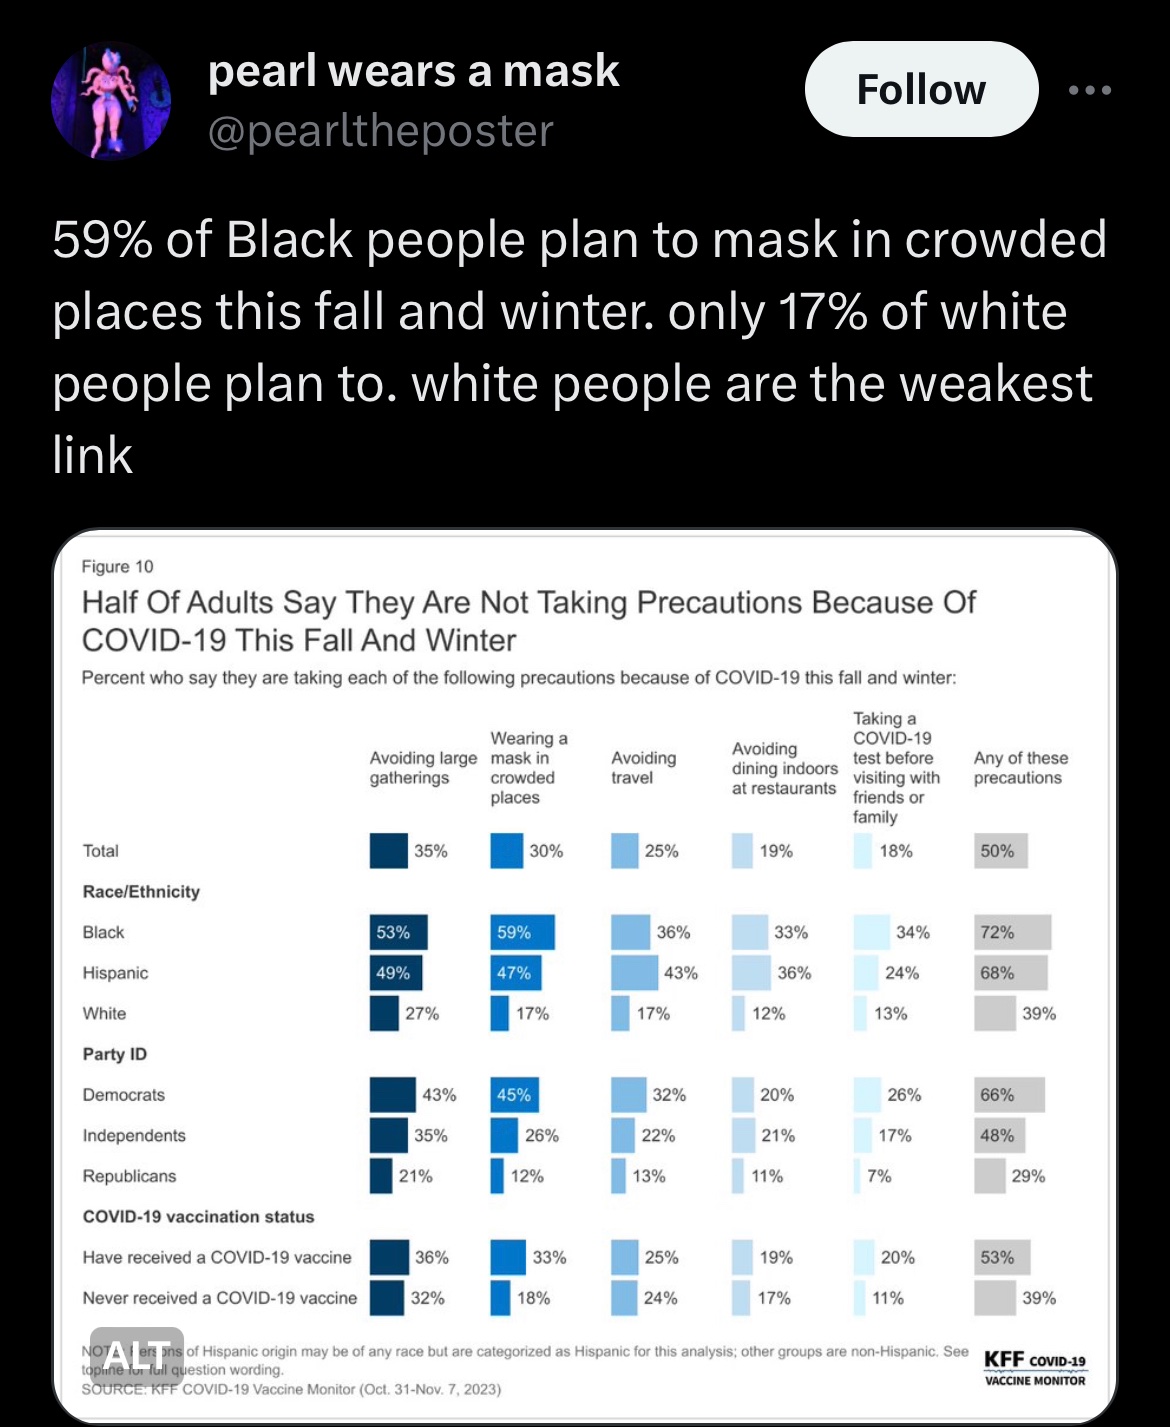 pearl wears a mask
@pearltheposter
Follow
59% of Black people plan to mask in crowded
places this fall and winter. only 17% of white
people plan to. white people are the weakest
link
Figure 10
Half Of Adults Say They Are Not Taking Precautions Because Of
COVID-19 This Fall And Winter
Percent who say they are taking each of the following precautions because of COVID-19 this fall and winter:
Avoiding large gatherings
Wearing a mask in crowded places
Avoiding travel
Avoiding dining indoors at restaurants
Taking a COVID-19 test before visiting with friends or family
Any of these precautions
Total 35% 30% 25% 19% 18% 50%
Race/Ethnicity
Black 53% 59% 36% 33% 34% 72%
Hispanic 49% 47% 43% 36% 24% 68%
White 27% 17% 17% 12% 13% 39%
Party ID
Democrats 43% 45% 32% 20% 26% 66%
Independents 35% 26% 22% 21% 17% 48%
Republicans 21% 12% 13% 11% 7% 29%
COVID-19 vaccination status
Have received a COVID-19 vaccine 36% 33% 25% 19% 20% 53%
Never received a COVID-19 vaccine 32% 18% 24% 17% 11% 39%
ALT
NOTE: Persons of Hispanic origin may be of any race but are categorized as Hispanic for this analysis; other groups are non-Hispanic. See
topline for full question wording.
SOURCE: KFF COVID-19 Vaccine Monitor (Oct. 31-Nov. 7, 2023)
KFF COVID-19
VACCINE MONITOR